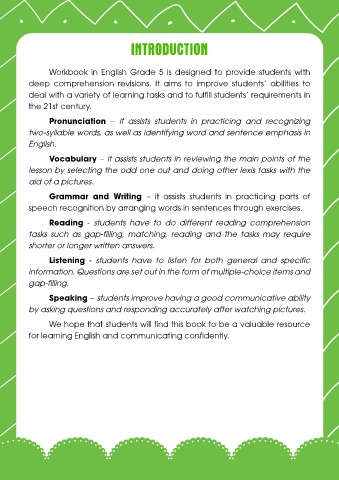 INTRODUCTION
Workbook in English Grade 5 is designed to provide students with
deep comprehension revisions. It aims to improve students' abilities to
deal with a variety of learning tasks and to fulfill students' requirements in
the 21st century.
Pronunciation – it assists students in practicing and recognizing
two-syllable words, as well as identifying word and sentence emphasis in
English.
Vocabulary – it assists students in reviewing the main points of the
lesson by selecting the odd one out and doing other lexis tasks with the
aid of a pictures.
Grammar and Writing – it assists students in practicing parts of
speech recognition by arranging words in sentences through exercises.
Reading - students have to do different reading comprehension
tasks such as gap-filling, matching, reading and the tasks may require
shorter or longer written answers.
Listening - students have to listen for both general and specific
information. Questions are set out in the form of multiple-choice items and
gap-filling.
Speaking – students improve having a good communicative ability
by asking questions and responding accurately after watching pictures.
We hope that students will find this book to be a valuable resource
for learning English and communicating confidently.